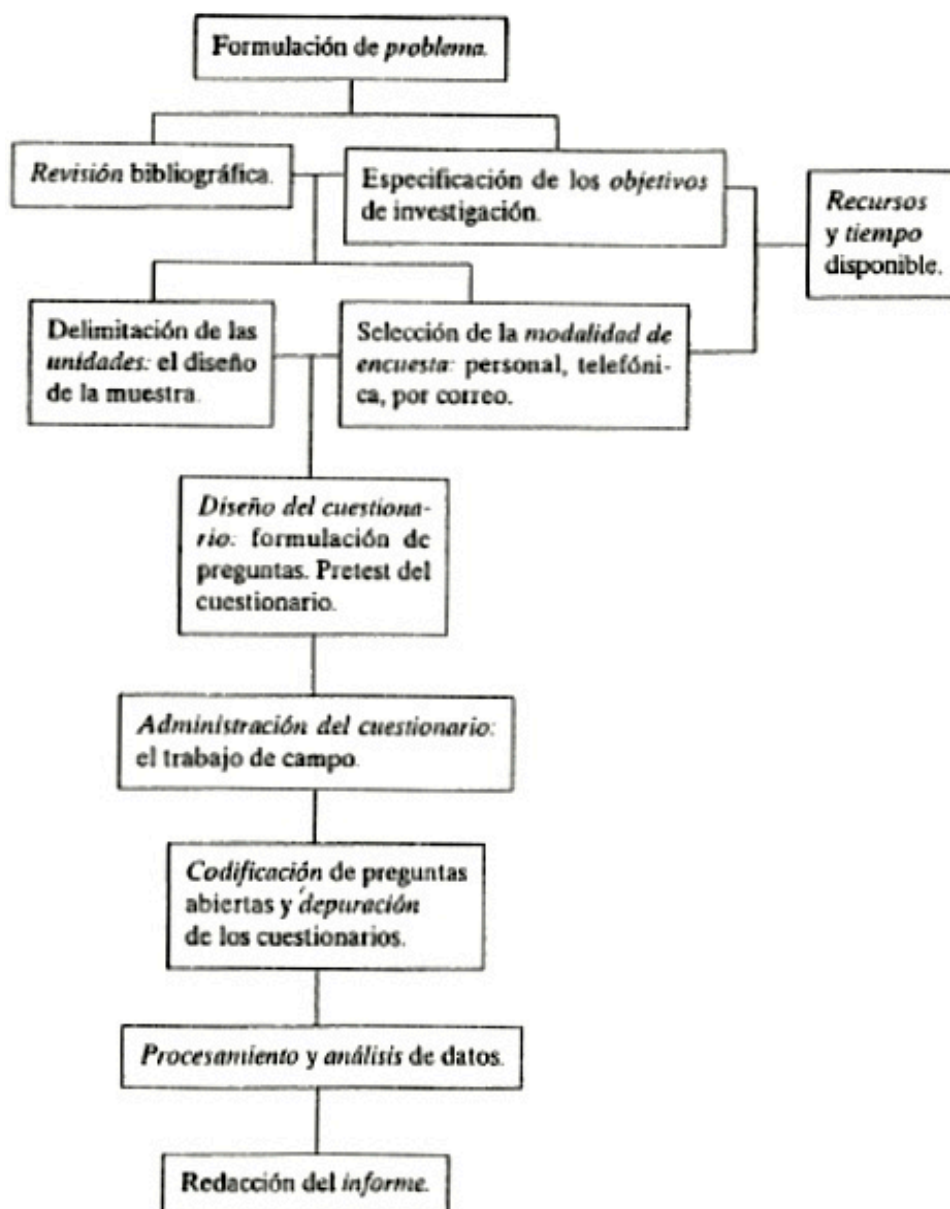 Formulación de problema.
Revisión bibliográfica.
Especificación de los objetivos
de investigación.
Recursos
y tiempo
disponible.
Delimitación de las
unidades: el diseño
de la muestra.
Selección de la modalidad de
encuesta: personal, telefóni-
ca, por correo.
Diseño del cuestiona-
rio: formulación de
preguntas. Pretest del
cuestionario.
Administración del cuestionario:
el trabajo de campo.
Codificación de preguntas
abiertas y depuración
de los cuestionarios.
Procesamiento y análisis de datos.
Redacción del informe.